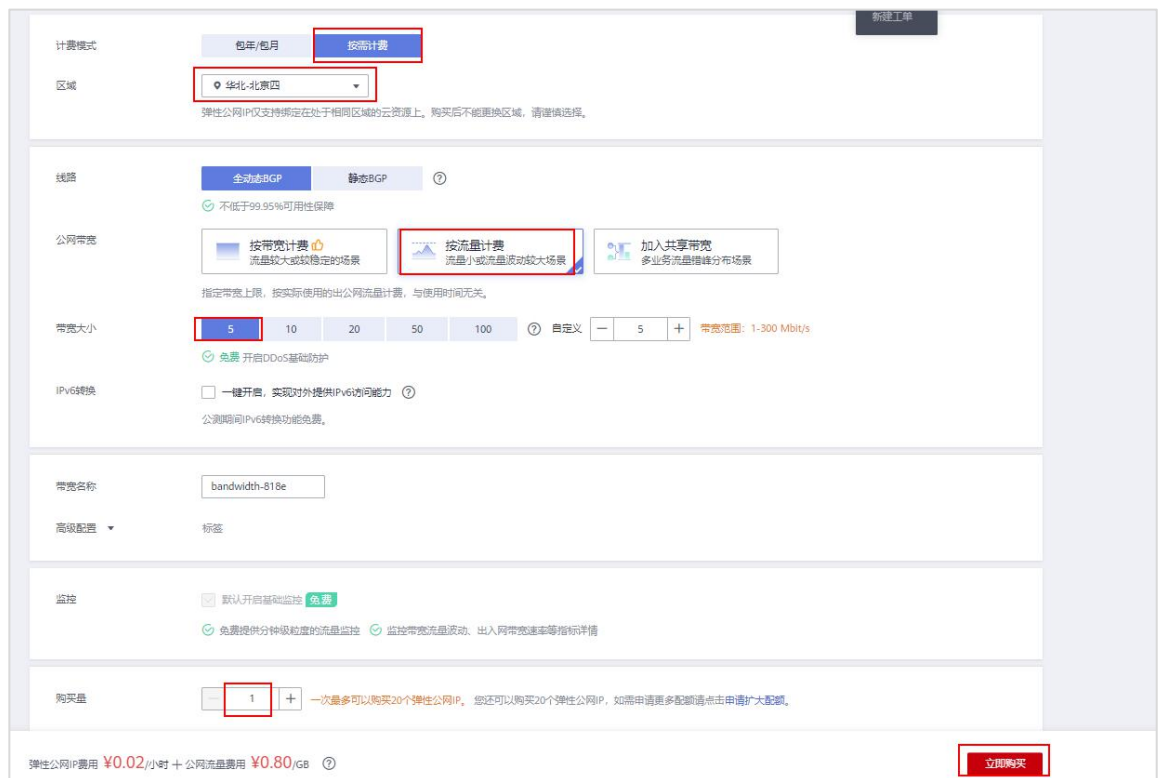 新建工单
计费模式 包年/包月 按需计费
区域 华北-北京四
弹性公网IP仅支持绑定在处于相同区域的云资源上。购买后不能更换区域，请谨慎选择。
线路 全动态BGP 静态BGP ?
不低于99.95%可用性保障
公网带宽 按带宽计费 按流量计费 加入共享带宽
流量较大或较稳定的场景 流量小或流量波动较大场景 多业务流量错峰分布场景
指定带宽上限，按实际使用的出公网流量计费，与使用时间无关。
带宽大小 5 10 20 50 100 ? 自定义 — 5 + 带宽范围：1-300 Mbit/s
免费 开启DDoS基础防护
IPv6转换 一键开启，实现对外提供IPv6访问能力 ?
公测期间IPv6转换功能免费。
带宽名称 bandwidth-818e
高级配置 标签
监控 默认开启基础监控 免费
免费提供分钟级粒度的流量监控 监控带宽流量波动、出入网带宽速率等指标详情
购买量 — 1 + 一次最多可以购买20个弹性公网IP。您还可以购买20个弹性公网IP，如需申请更多配额请点击申请扩大配额。
弹性公网IP费用 ¥0.02/小时 + 公网流量费用 ¥0.80/GB ? 立即购买